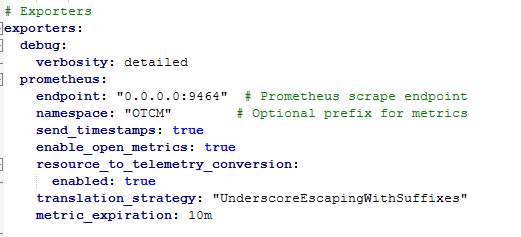 # Exporters
exporters:
  debug:
    verbosity: detailed
  prometheus:
    endpoint: "0.0.0.0:9464"  # Prometheus scrape endpoint
    namespace: "OTCM"         # Optional prefix for metrics
    send_timestamps: true
    enable_open_metrics: true
    resource_to_telemetry_conversion:
      enabled: true
    translation_strategy: "UnderscoreEscapingWithSuffixes"
    metric_expiration: 10m